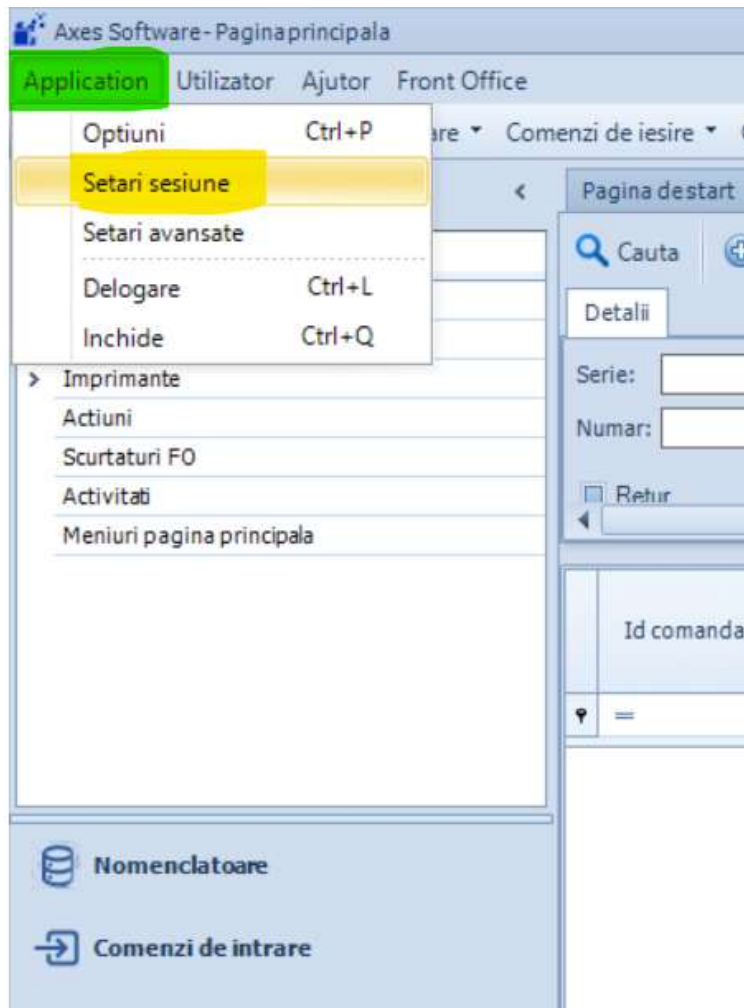 Axes Software - Pagina principala
Application Utilizator Ajutor Front Office
Optiuni Ctrl+P
Comenzi de iesire
Setari sesiune
Pagina de start
Setari avansate
Cauta
Delogare Ctrl+L
Detalii
Inchide Ctrl+Q
Imprimante
Serie:
Actiuni
Numar:
Scurtaturi FO
Activitati
Retur
Meniuri pagina principala
Id comanda
=
Nomenclatoare
Comenzi de intrare